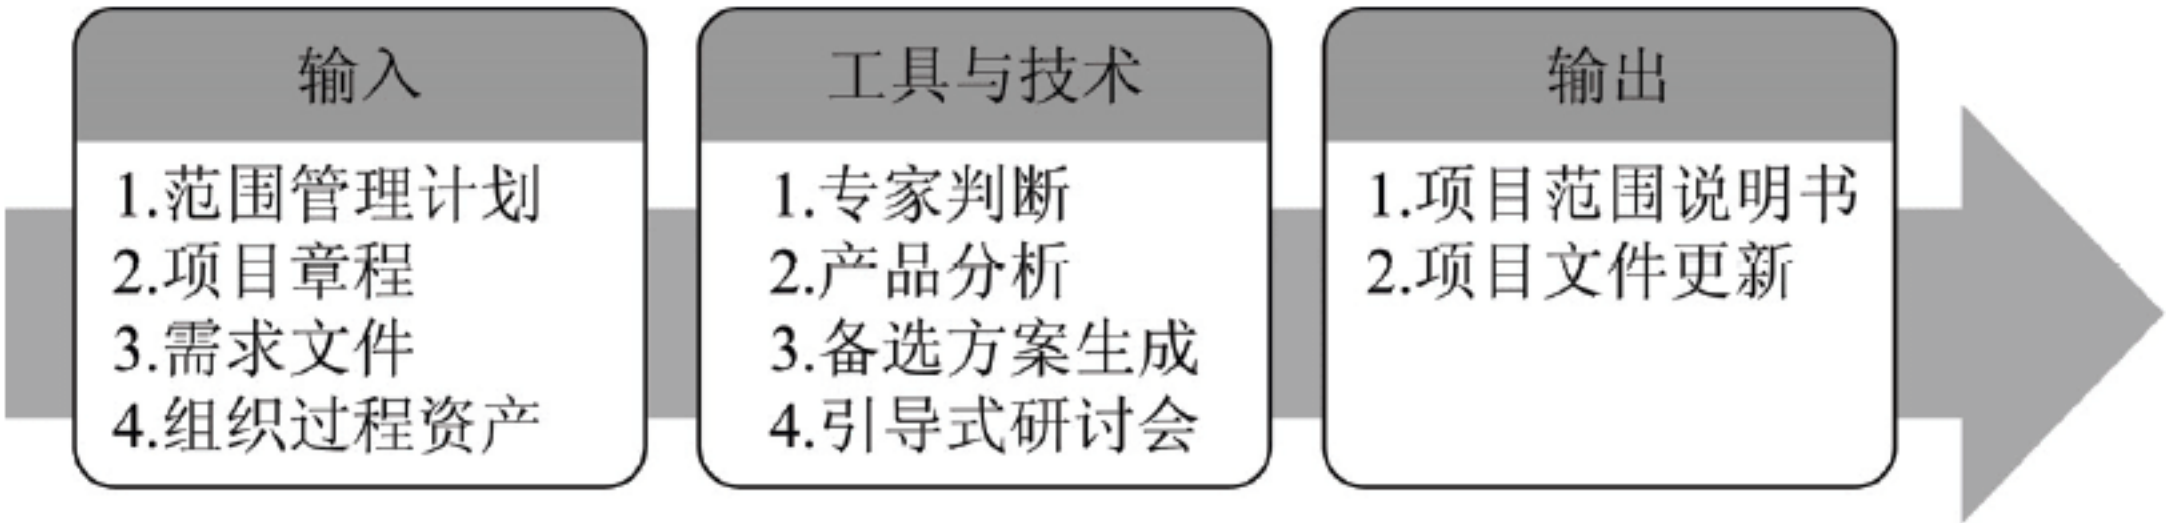 输入
1.范围管理计划
2.项目章程
3.需求文件
4.组织过程资产
工具与技术
1.专家判断
2.产品分析
3.备选方案生成
4.引导式研讨会
输出
1.项目范围说明书
2.项目文件更新